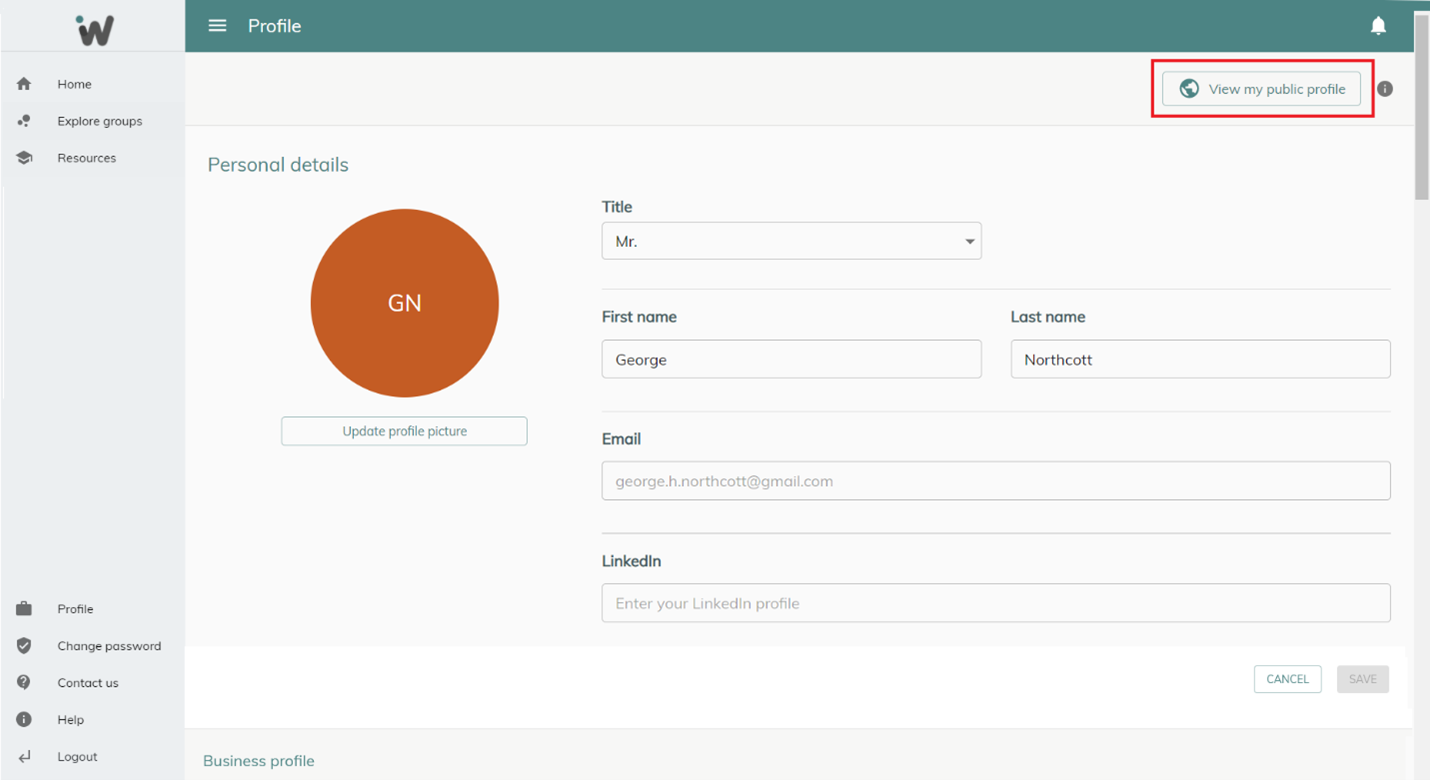 Profile
View my public profile
Home
Explore groups
Resources
Personal details
GN
Update profile picture
Title
Mr.
First name
Last name
George
Northcott
Email
george.h.northcott@gmail.com
LinkedIn
Enter your LinkedIn profile
CANCEL
SAVE
Business profile
Profile
Change password
Contact us
Help
Logout